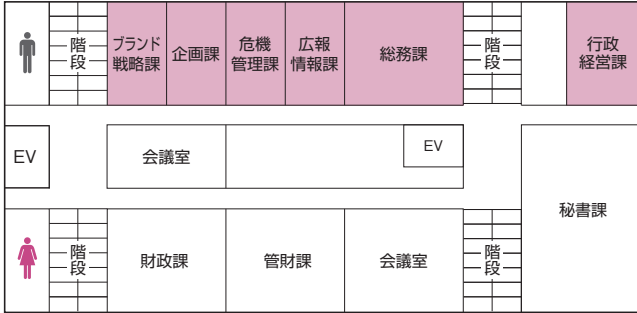 階段
ブランド
戦略課
企画課
危機
管理課
広報
情報課
総務課
階段
行政
経営課
EV
会議室
EV
秘書課
階段
財政課
管財課
会議室
階段